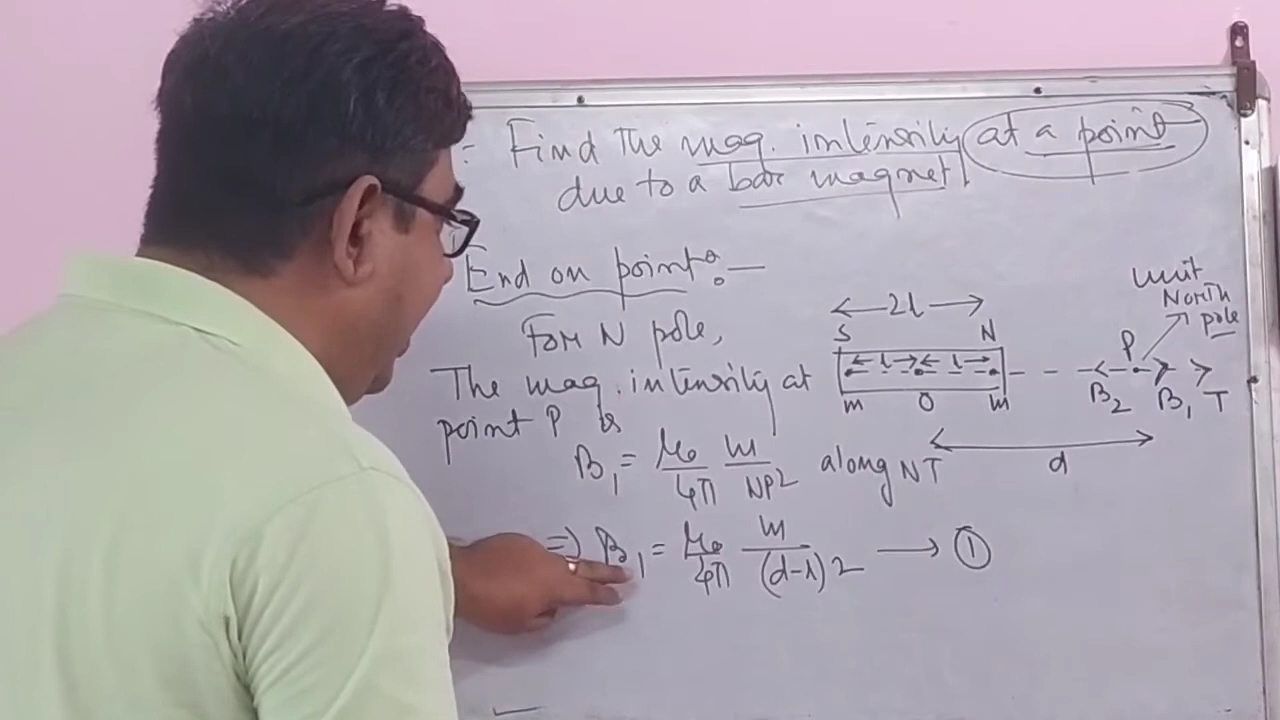 : Find the mag. intensity at a point
due to a bar magnet
End on point :—
For N pole,
The mag. intensity at
point P is
B₁ = μ₀/4π m/NP² along NT
=> B₁ = μ₀/4π m/(d-l)² → ①
2l
S N
l l
m O m
Unit
North
pole
P
B₂ B₁ T
d